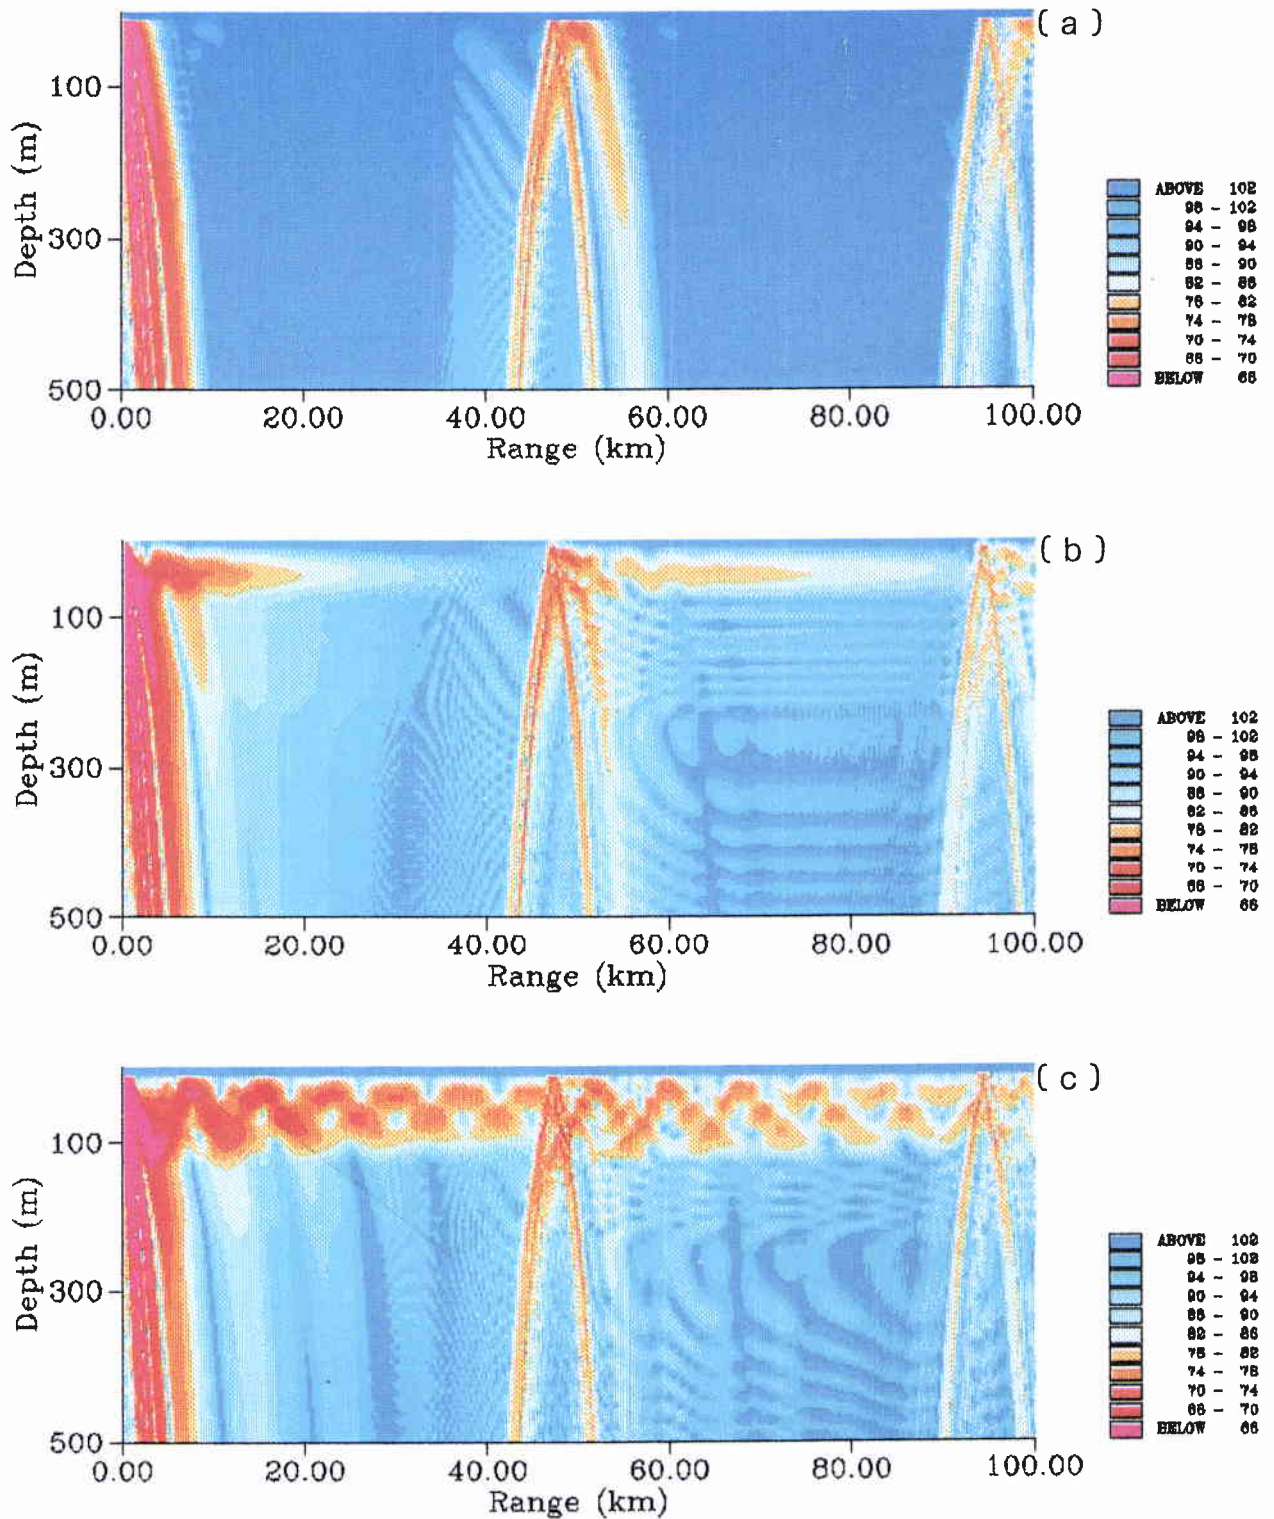 (a)
100
300
500
Depth (m)
0.00 20.00 40.00 60.00 80.00 100.00
Range (km)
ABOVE 102
98 - 102
94 - 98
90 - 94
86 - 90
82 - 86
78 - 82
74 - 78
70 - 74
66 - 70
BELOW 66
(b)
100
300
500
Depth (m)
0.00 20.00 40.00 60.00 80.00 100.00
Range (km)
ABOVE 102
98 - 102
94 - 98
90 - 94
86 - 90
82 - 86
78 - 82
74 - 78
70 - 74
66 - 70
BELOW 66
(c)
100
300
500
Depth (m)
0.00 20.00 40.00 60.00 80.00 100.00
Range (km)
ABOVE 102
98 - 102
94 - 98
90 - 94
86 - 90
82 - 86
78 - 82
74 - 78
70 - 74
66 - 70
BELOW 66